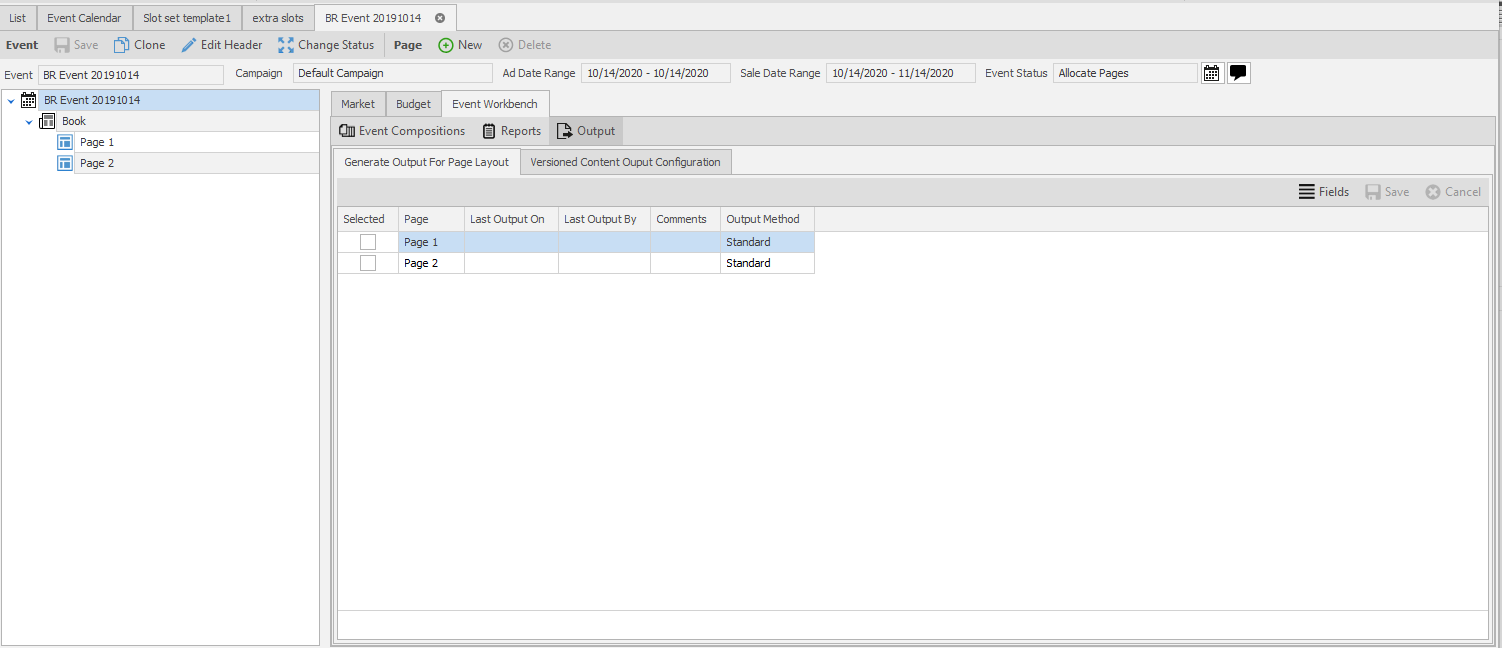 List Event Calendar Slot set template1 extra slots BR Event 20191014
Event Save Clone Edit Header Change Status Page New Delete
Event BR Event 20191014 Campaign Default Campaign Ad Date Range 10/14/2020 - 10/14/2020 Sale Date Range 10/14/2020 - 11/14/2020 Event Status Allocate Pages
BR Event 20191014
Book
Page 1
Page 2
Market Budget Event Workbench
Event Compositions Reports Output
Generate Output For Page Layout Versioned Content Ouput Configuration
Fields Save Cancel
Selected Page Last Output On Last Output By Comments Output Method
Page 1 Standard
Page 2 Standard